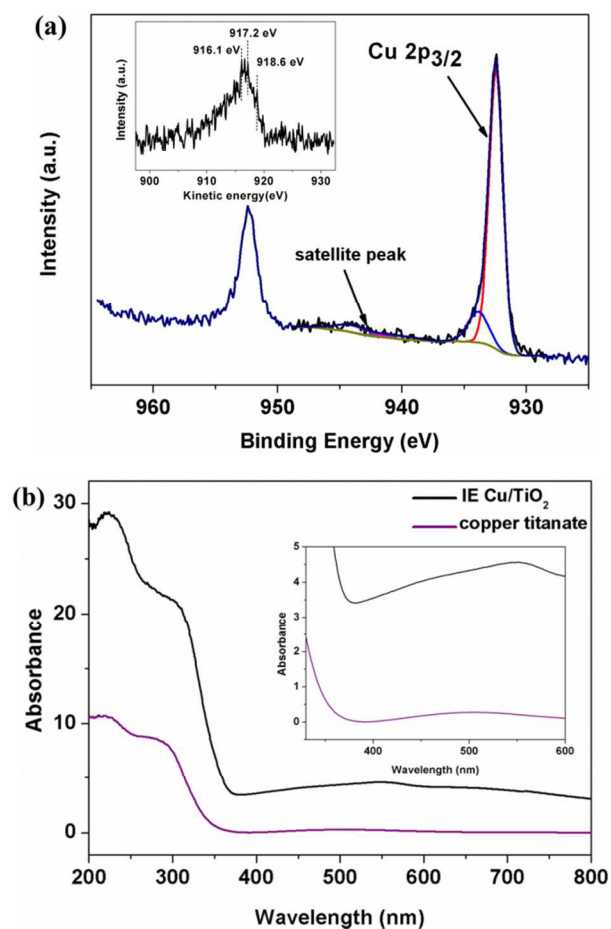 (a)
917.2 eV
916.1 eV
918.6 eV
Intensity (a.u.)
900 910 920 930
Kinetic energy(eV)
Cu 2p3/2
satellite peak
Intensity (a.u.)
960 950 940 930
Binding Energy (eV)
(b)
30
20
10
0
Absorbance
IE Cu/TiO₂
copper titanate
5
4
3
2
1
0
Absorbance
400 500 600
Wavelength (nm)
200 300 400 500 600 700 800
Wavelength (nm)